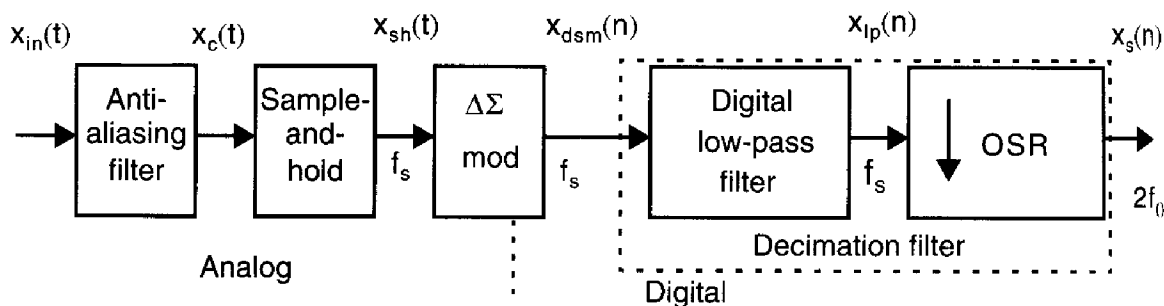 x_in(t) x_c(t) x_sh(t) x_dsm(n) x_lp(n) x_s(n)
Anti-
aliasing
filter
Sample-
and-
hoid
f_s
ΔΣ
mod
f_s
Digital
low-pass
filter
f_s
OSR
2f_0
Decimation filter
Analog
Digital